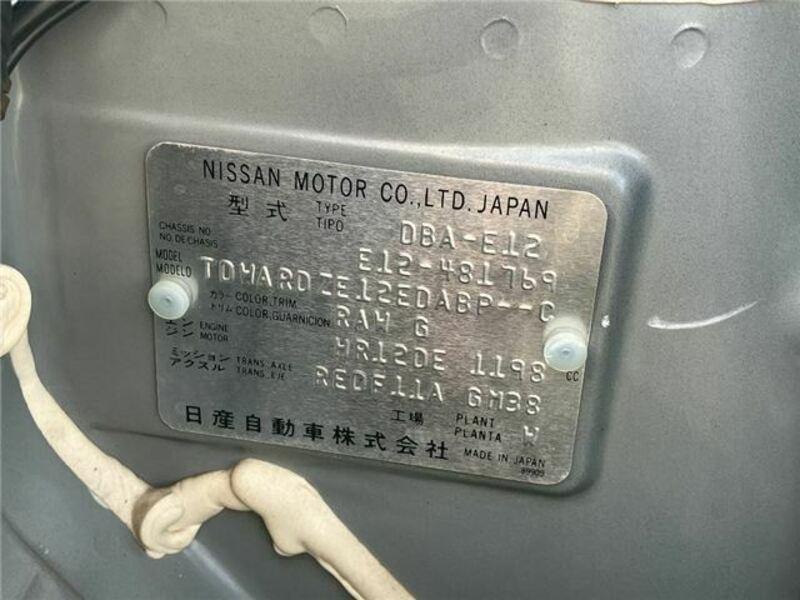 NISSAN MOTOR CO.,LTD. JAPAN
型式 TYPE TIPO DBA-E12
CHASSIS NO NO. DE CHASIS E12-481769
MODEL MODELO TDWARDZE12EDABP--C
カラー COLOR, TRIM
トリム COLOR, GUARNICION RAW G
エンジン ENGINE MOTOR HR12DE 1198 CC
ミッション アクスル TRANS. AXLE TRANS. EJE RE0F11A GM38
工場 PLANT PLANTA W
日産自動車株式会社 MADE IN JAPAN
89909